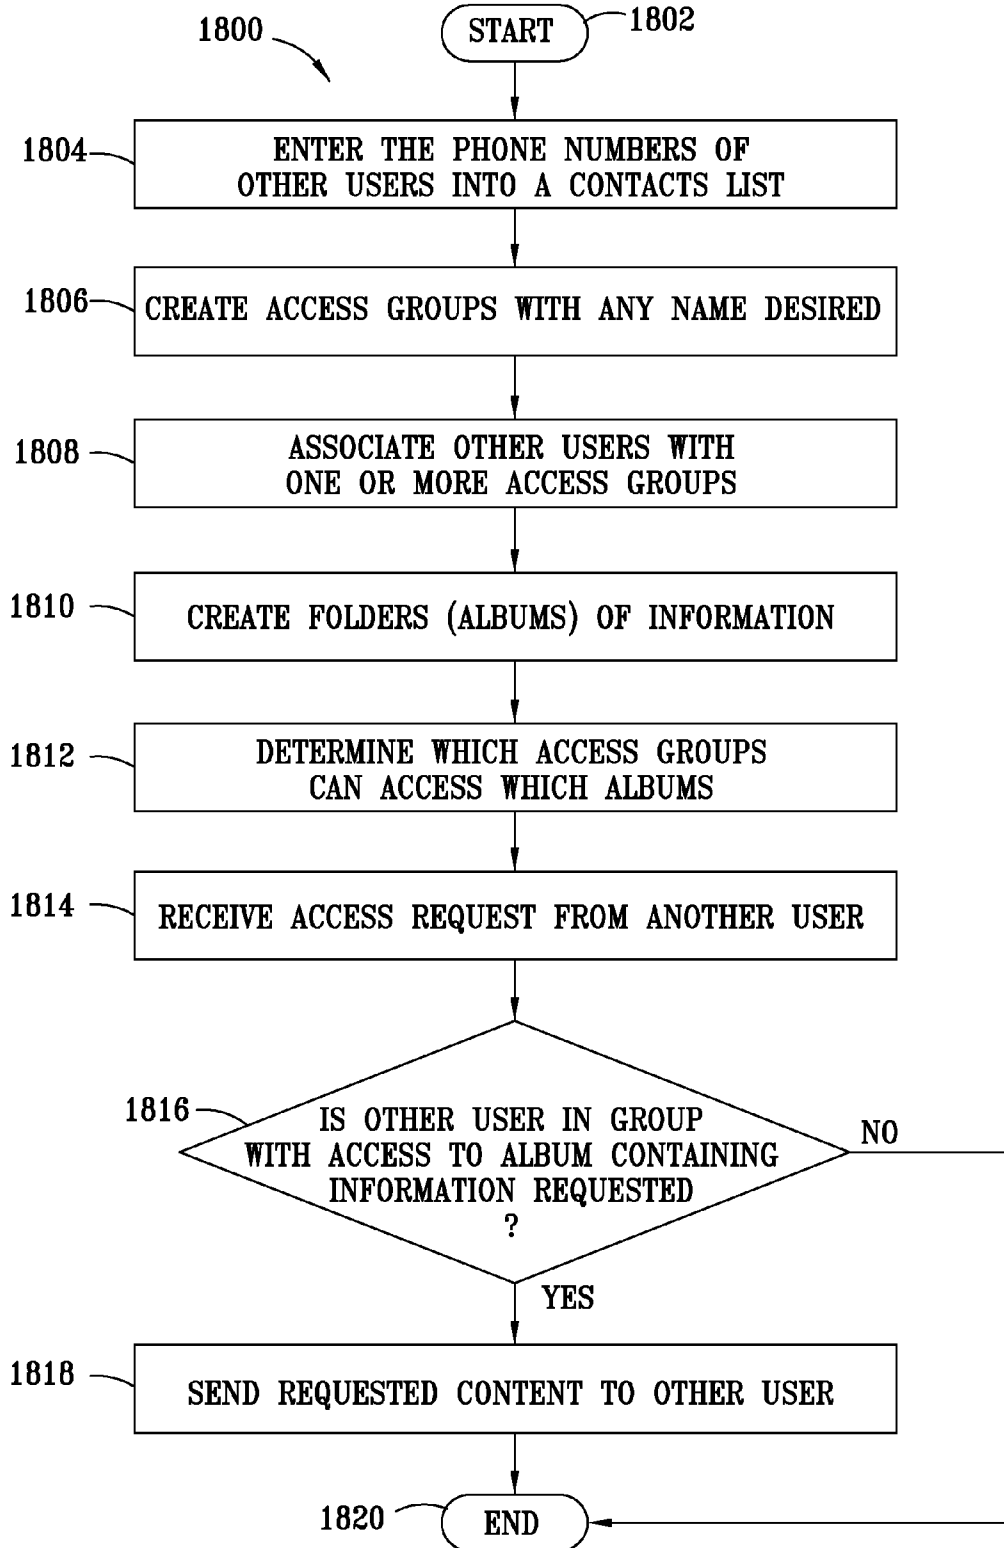 1800
START
1802
1804
ENTER THE PHONE NUMBERS OF
OTHER USERS INTO A CONTACTS LIST
1806
CREATE ACCESS GROUPS WITH ANY NAME DESIRED
1808
ASSOCIATE OTHER USERS WITH
ONE OR MORE ACCESS GROUPS
1810
CREATE FOLDERS (ALBUMS) OF INFORMATION
1812
DETERMINE WHICH ACCESS GROUPS
CAN ACCESS WHICH ALBUMS
1814
RECEIVE ACCESS REQUEST FROM ANOTHER USER
1816
IS OTHER USER IN GROUP
WITH ACCESS TO ALBUM CONTAINING
INFORMATION REQUESTED
?
NO
YES
1818
SEND REQUESTED CONTENT TO OTHER USER
1820
END